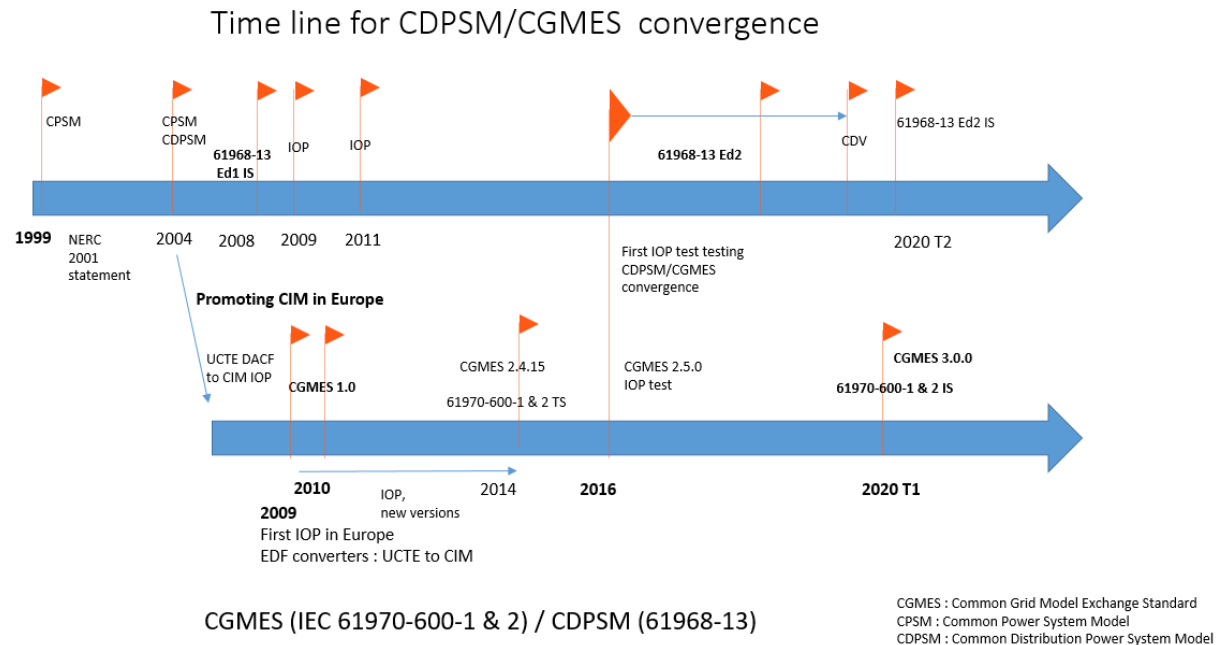 Time line for CDPSM/CGMES convergence
CPSM
CPSM
CDPSM
61968-13
Ed1 IS
IOP
IOP
61968-13 Ed2
CDV
61968-13 Ed2 IS
1999
NERC
2001
statement
2004
2008
2009
2011
First IOP test testing
CDPSM/CGMES
convergence
2020 T2
Promoting CIM in Europe
UCTE DACF
to CIM IOP
CGMES 1.0
CGMES 2.4.15
61970-600-1 & 2 TS
CGMES 2.5.0
IOP test
CGMES 3.0.0
61970-600-1 & 2 IS
2010
2009
First IOP in Europe
EDF converters : UCTE to CIM
IOP,
new versions
2014
2016
2020 T1
CGMES (IEC 61970-600-1 & 2) / CDPSM (61968-13)
CGMES : Common Grid Model Exchange Standard
CPSM : Common Power System Model
CDPSM : Common Distribution Power System Model